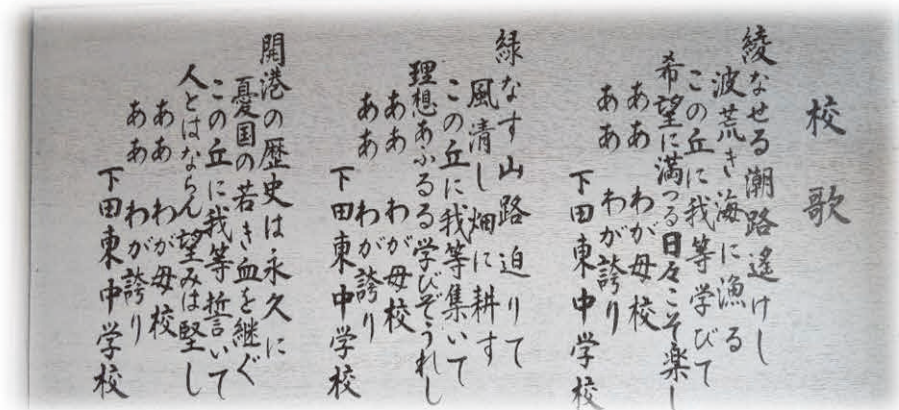 校歌
綾なせる潮路遙けし
波荒き海に漁る
この丘に我等学びて
希望に満つる日々こそ楽し
ああ わが母校
ああ わが誇り
下田東中学校
緑なす山路迫りて
風清し畑に耕す
この丘に我等集いて
理想あふるる学びぞうれし
ああ わが母校
ああ わが誇り
下田東中学校
開港の歴史は永久に
憂国の若き血を継ぐ
この丘に我等誓いて
人とはならん望みは堅し
ああ わが母校
ああ わが誇り
下田東中学校